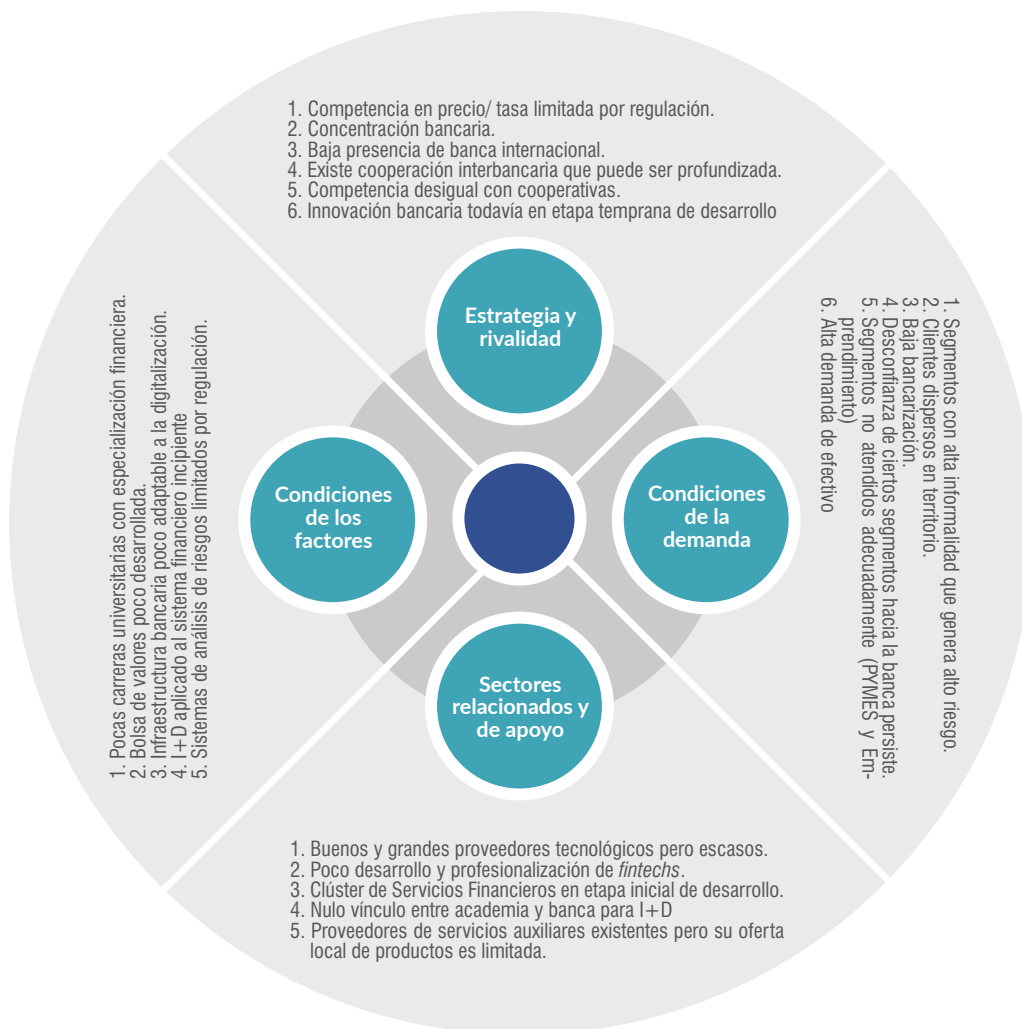 1. Competencia en precio/ tasa limitada por regulación.
2. Concentración bancaria.
3. Baja presencia de banca internacional.
4. Existe cooperación interbancaria que puede ser profundizada.
5. Competencia desigual con cooperativas.
6. Innovación bancaria todavía en etapa temprana de desarrollo
Estrategia y
rivalidad
1. Pocas carreras universitarias con especialización financiera.
2. Bolsa de valores poco desarrollada.
3. Infraestructura bancaria poco adaptable a la digitalización.
4. I+D aplicado al sistema financiero incipiente
5. Sistemas de análisis de riesgos limitados por regulación.
Condiciones
de los
factores
Condiciones
de la
demanda
1. Segmentos con alta informalidad que genera alto riesgo.
2. Clientes dispersos en territorio.
3. Baja bancarización.
4. Desconfianza de ciertos segmentos hacia la banca persiste.
5. Segmentos no atendidos adecuadamente (PYMES y Em-
prendimiento)
6. Alta demanda de efectivo
Sectores
relacionados y
de apoyo
1. Buenos y grandes proveedores tecnológicos pero escasos.
2. Poco desarrollo y profesionalización de fintechs.
3. Clúster de Servicios Financieros en etapa inicial de desarrollo.
4. Nulo vínculo entre academia y banca para I+D
5. Proveedores de servicios auxiliares existentes pero su oferta
local de productos es limitada.